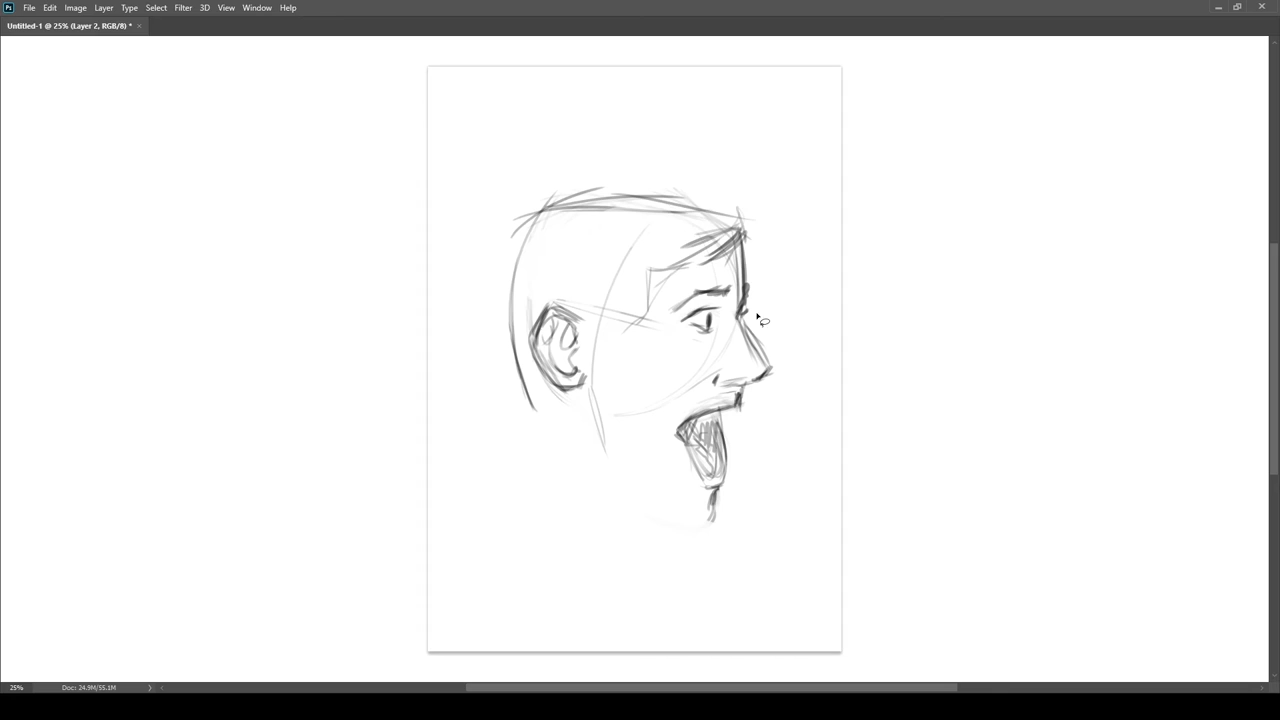 Ps File Edit Image Layer Type Select Filter 3D View Window Help
Untitled-1 @ 25% (Layer 2, RGB/8) * ×
25% Doc: 24.9M/55.1M